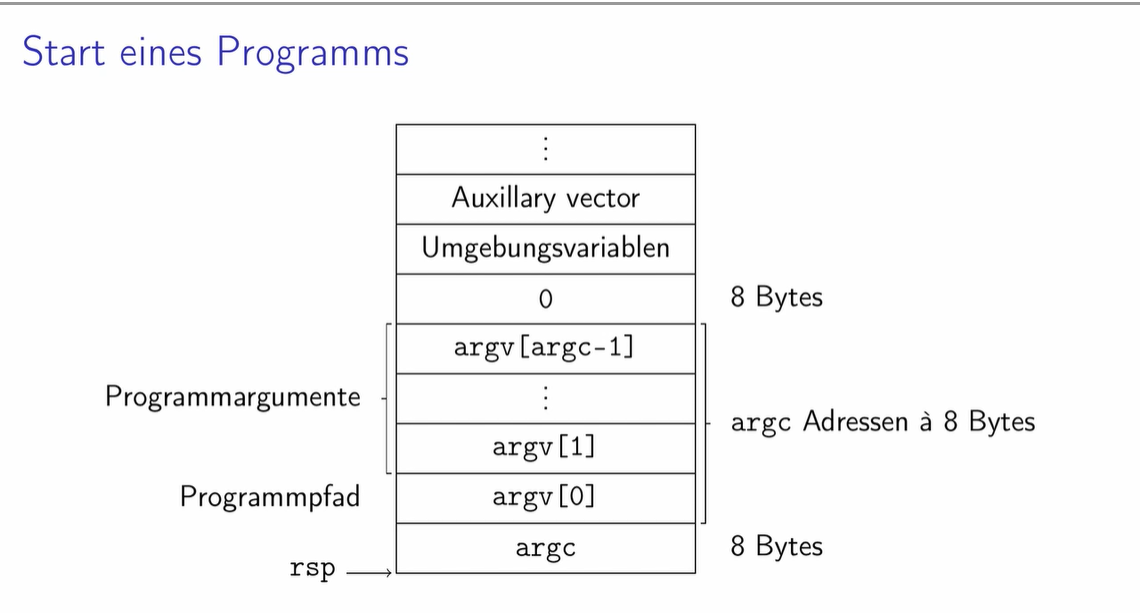 Start eines Programms
⋮
Auxillary vector
Umgebungsvariablen
0 8 Bytes
argv[argc-1]
Programmargumente ⋮ argc Adressen à 8 Bytes
argv[1]
Programmpfad argv[0]
argc 8 Bytes
rsp